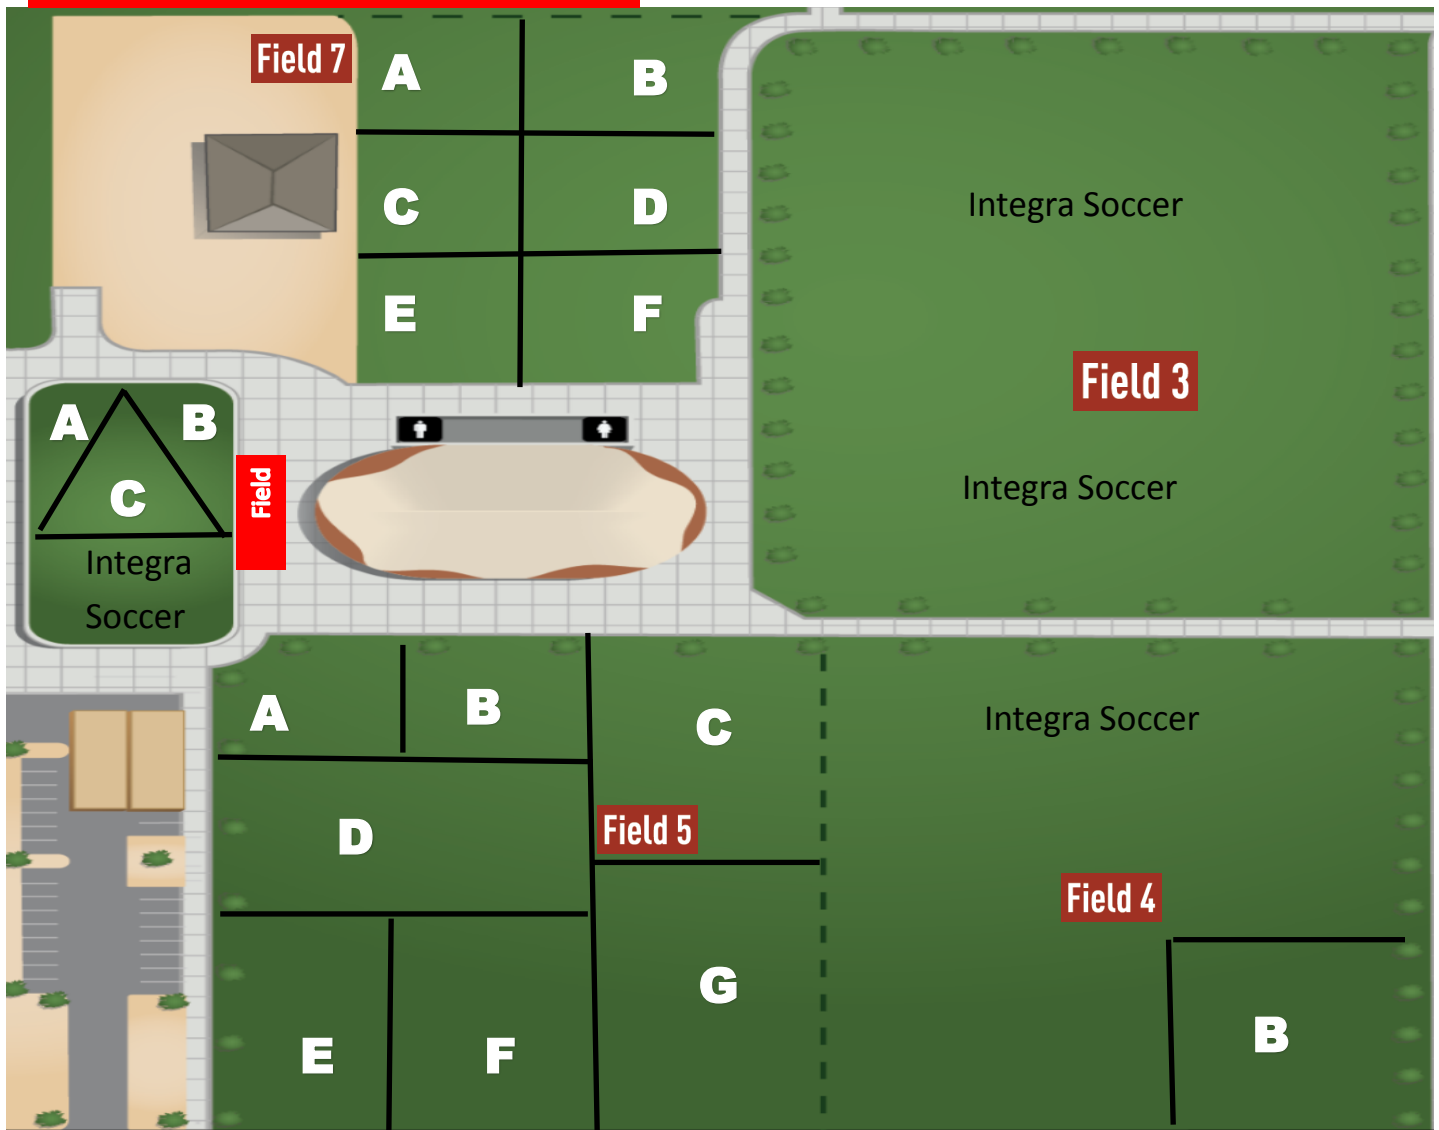 Field 7
A
B
C
D
E
F
Integra Soccer
Field 3
Integra Soccer
A
B
C
Integra
Soccer
Field
A
B
C
D
Field 5
E
F
G
Integra Soccer
Field 4
B